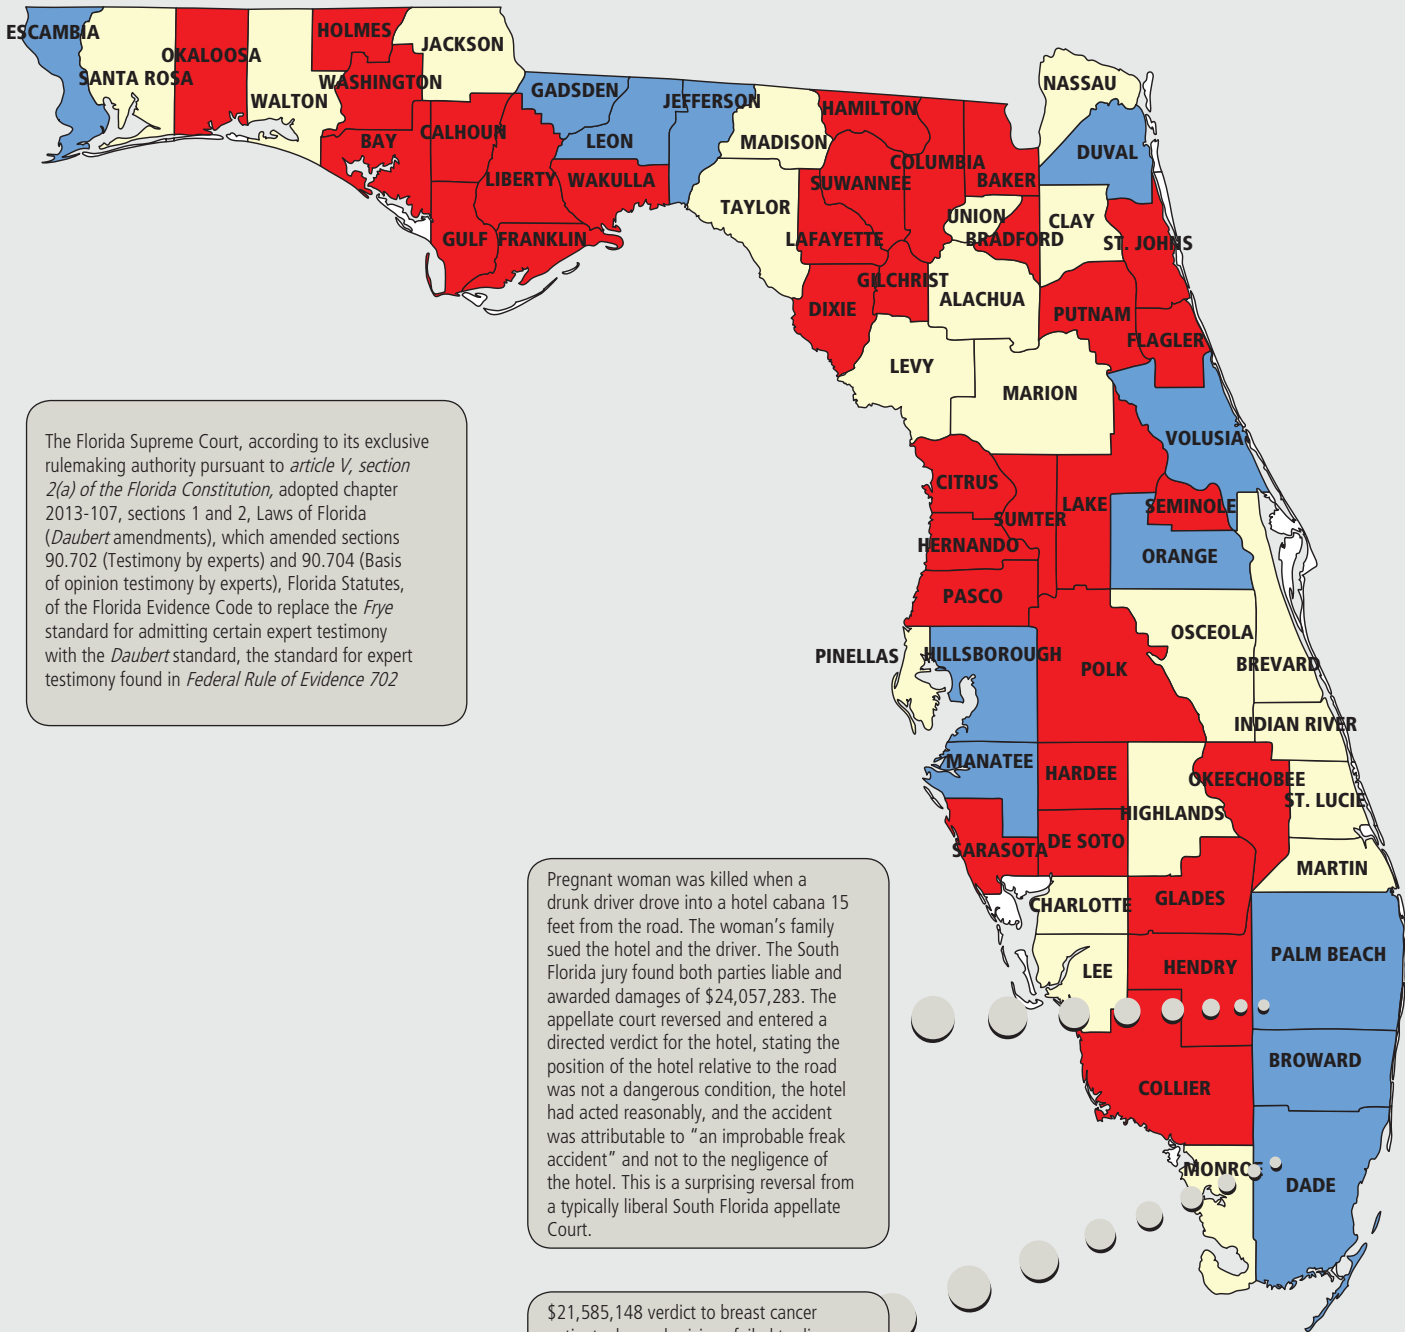 ESCAMBIA
SANTA ROSA
OKALOOSA
WALTON
HOLMES
WASHINGTON
JACKSON
BAY
CALHOUN
GULF
LIBERTY
FRANKLIN
GADSDEN
LEON
WAKULLA
JEFFERSON
MADISON
TAYLOR
HAMILTON
SUWANNEE
LAFAYETTE
DIXIE
COLUMBIA
GILCHRIST
BAKER
UNION
BRADFORD
ALACHUA
LEVY
NASSAU
DUVAL
CLAY
ST. JOHNS
PUTNAM
FLAGLER
MARION
VOLUSIA
CITRUS
SUMTER
LAKE
SEMINOLE
HERNANDO
ORANGE
PASCO
OSCEOLA
PINELLAS
HILLSBOROUGH
POLK
BREVARD
INDIAN RIVER
MANATEE
HARDEE
OKEECHOBEE
HIGHLANDS
ST. LUCIE
SARASOTA
DE SOTO
MARTIN
CHARLOTTE
GLADES
LEE
HENDRY
PALM BEACH
COLLIER
BROWARD
MONROE
DADE
The Florida Supreme Court, according to its exclusive
rulemaking authority pursuant to article V, section
2(a) of the Florida Constitution, adopted chapter
2013-107, sections 1 and 2, Laws of Florida
(Daubert amendments), which amended sections
90.702 (Testimony by experts) and 90.704 (Basis
of opinion testimony by experts), Florida Statutes,
of the Florida Evidence Code to replace the Frye
standard for admitting certain expert testimony
with the Daubert standard, the standard for expert
testimony found in Federal Rule of Evidence 702
Pregnant woman was killed when a
drunk driver drove into a hotel cabana 15
feet from the road. The woman's family
sued the hotel and the driver. The South
Florida jury found both parties liable and
awarded damages of $24,057,283. The
appellate court reversed and entered a
directed verdict for the hotel, stating the
position of the hotel relative to the road
was not a dangerous condition, the hotel
had acted reasonably, and the accident
was attributable to "an improbable freak
accident" and not to the negligence of
the hotel. This is a surprising reversal from
a typically liberal South Florida appellate
Court.
$21,585,148 verdict to breast cancer